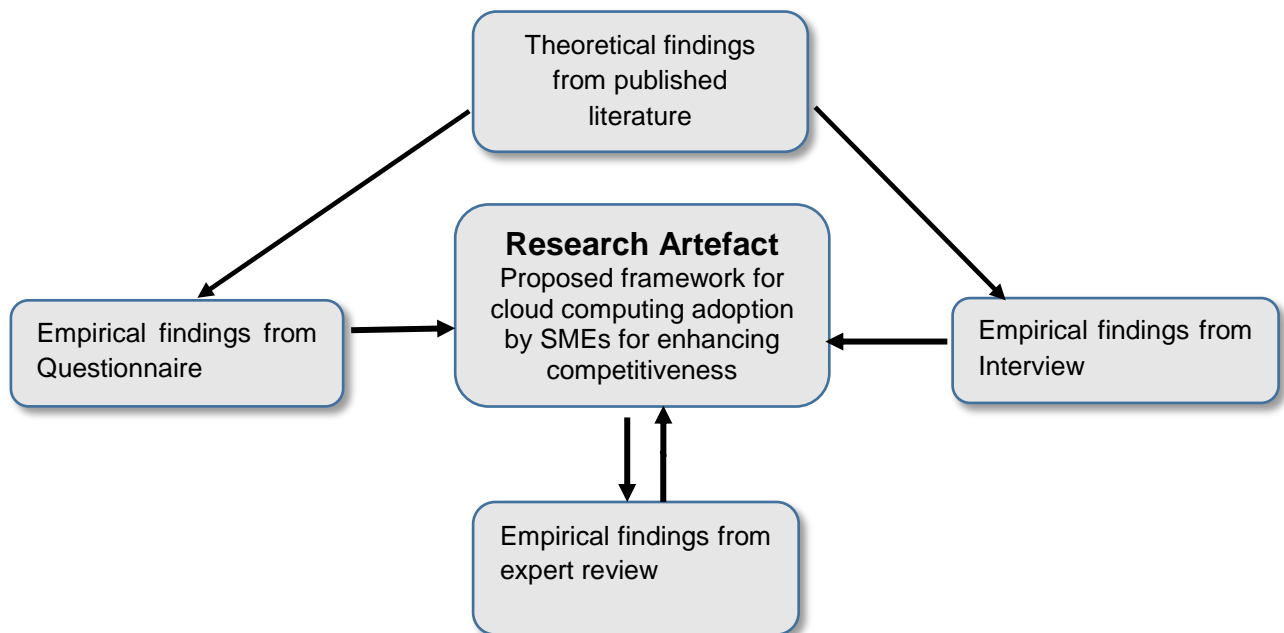 Theoretical findings
from published
literature
Research Artefact
Proposed framework for
cloud computing adoption
by SMEs for enhancing
competitiveness
Empirical findings from
Questionnaire
Empirical findings from
Interview
Empirical findings from
expert review